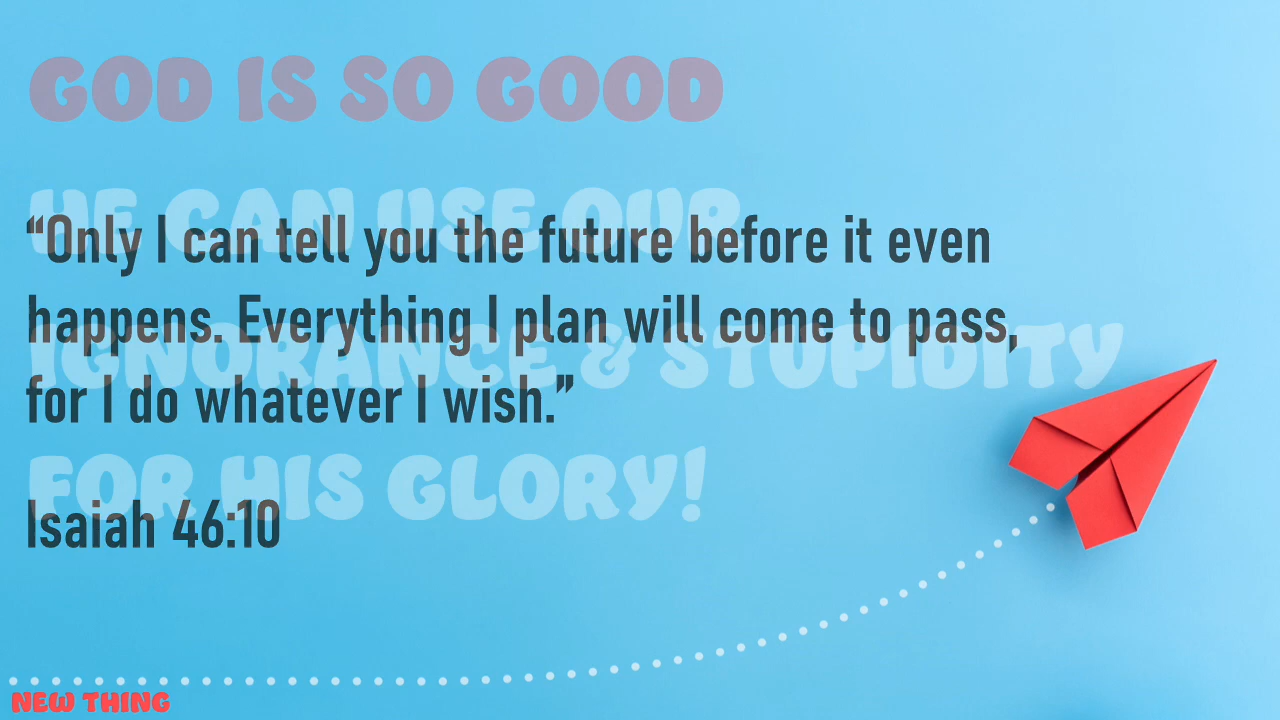 GOD IS SO GOOD
HE CAN USE OUR
IGNORANCE & STUPIDITY
FOR HIS GLORY!
“Only I can tell you the future before it even
happens. Everything I plan will come to pass,
for I do whatever I wish.”
Isaiah 46:10
NEW THING